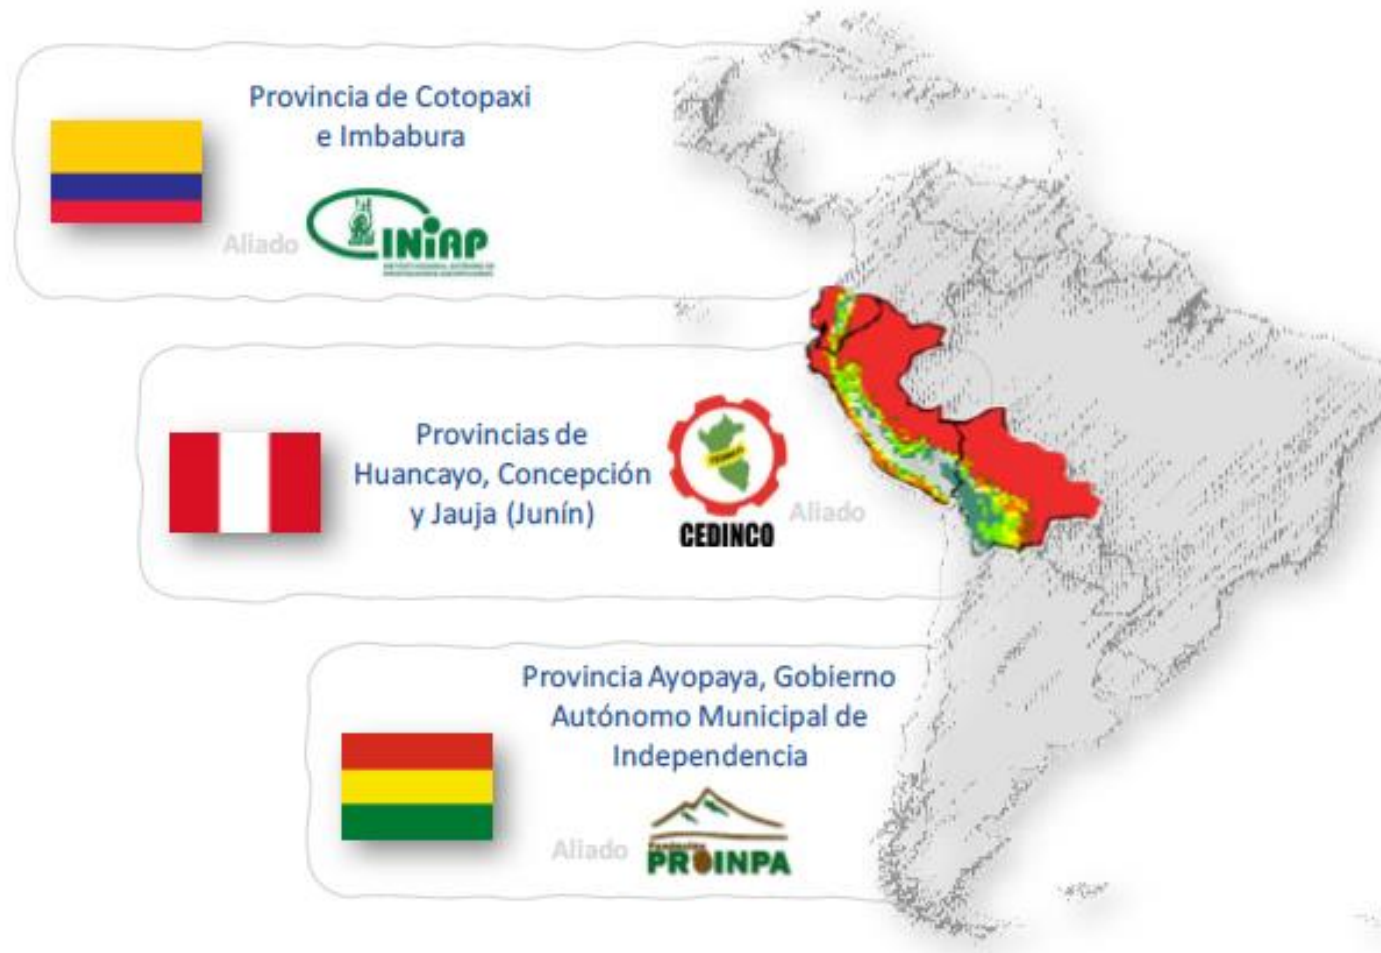 Provincia de Cotopaxi
e Imbabura
Aliado
INIAP
Provincias de
Huancayo, Concepción
y Jauja (Junín)
CEDINCO
Aliado
Provincia Ayopaya, Gobierno
Autónomo Municipal de
Independencia
Aliado
PROINPA